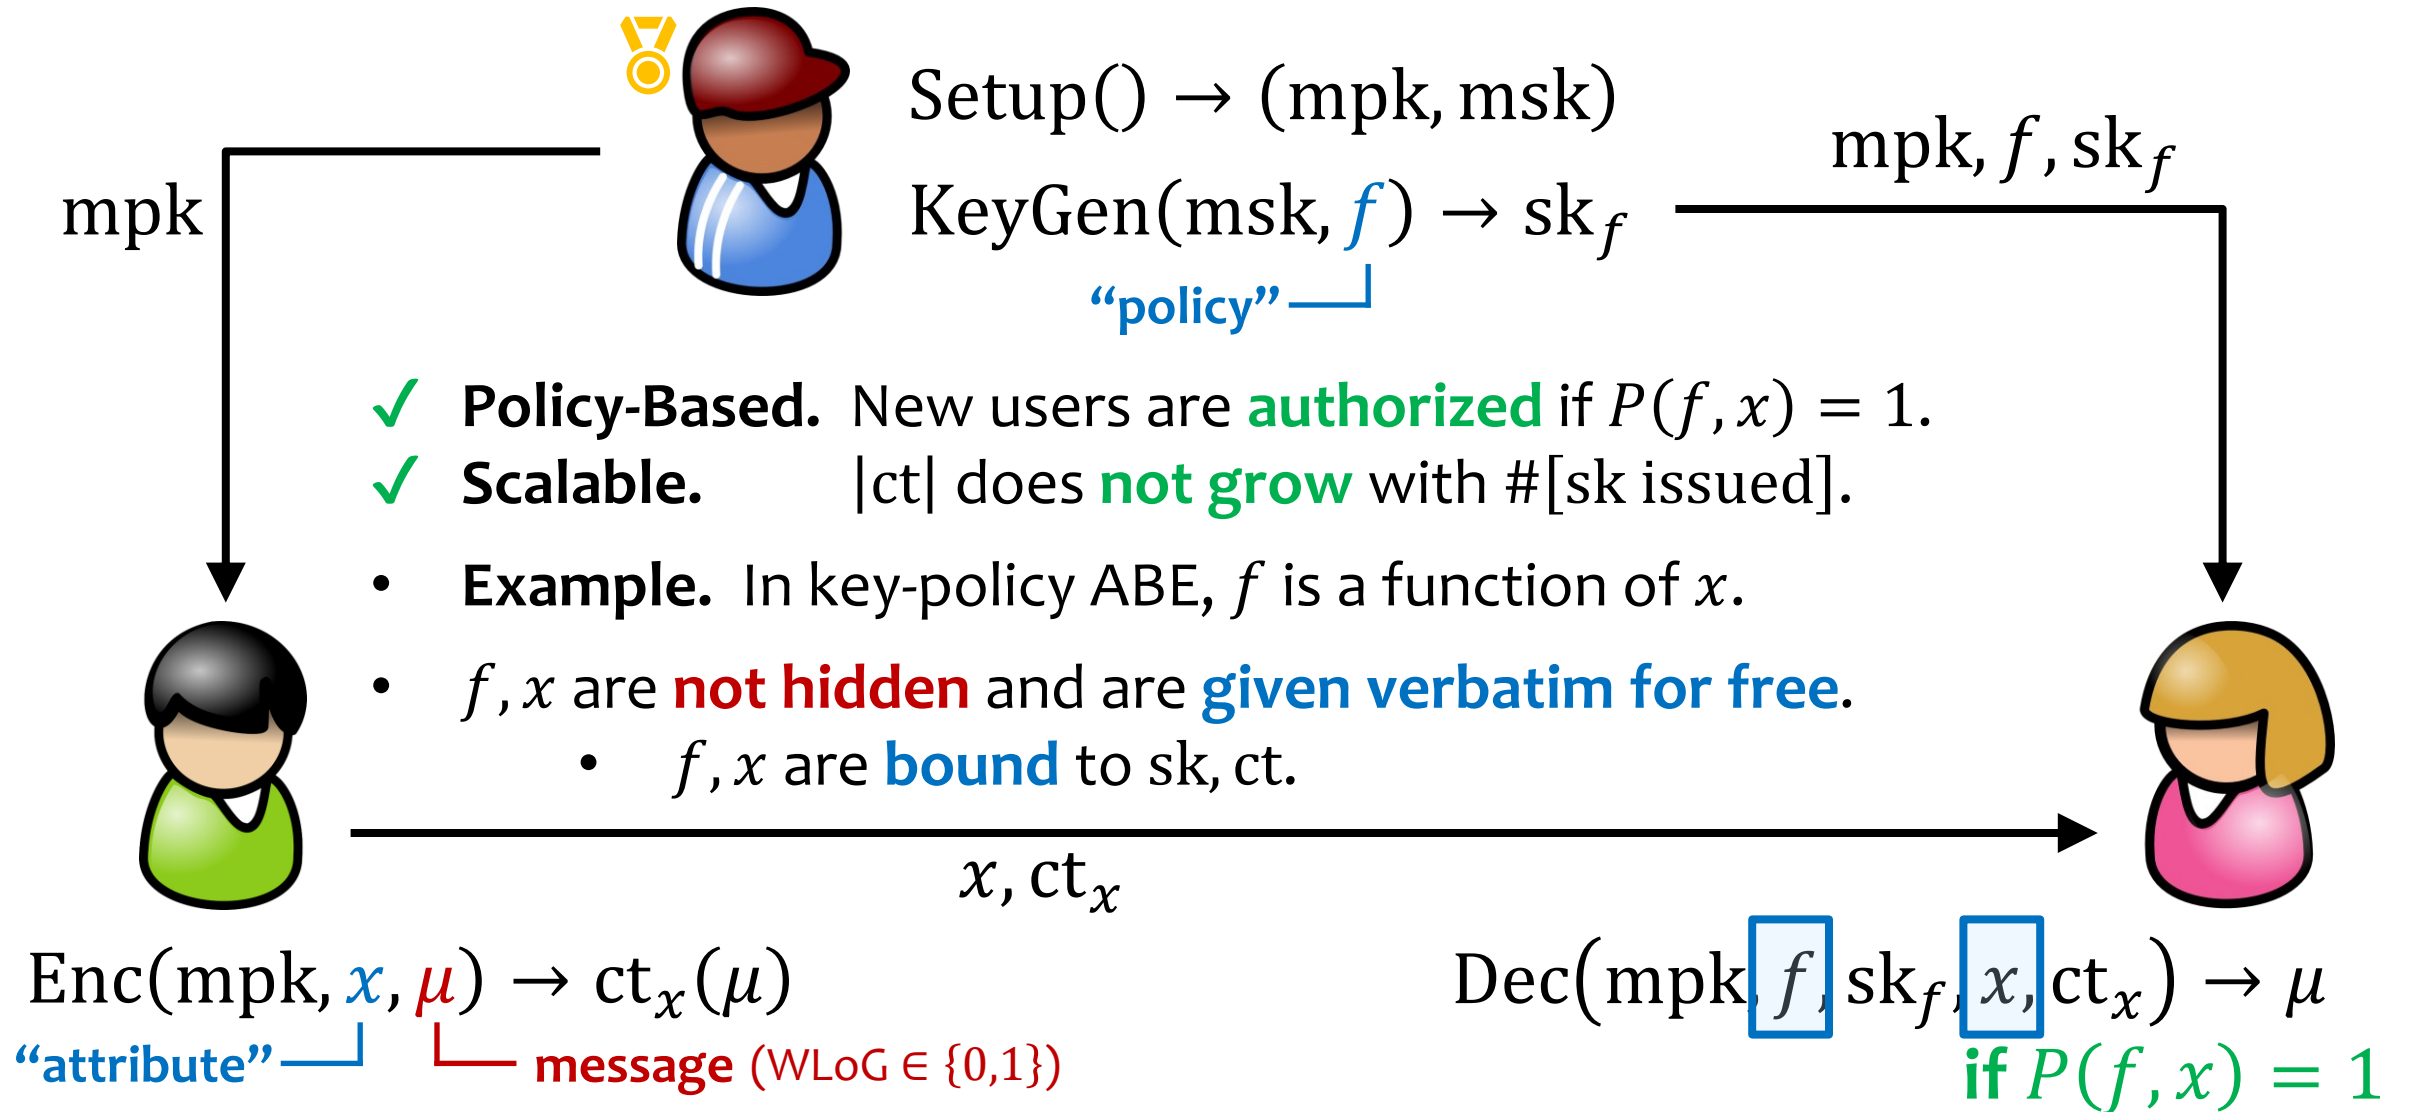 Setup() → (mpk, msk)
mpk, f, sk_f
mpk
KeyGen(msk, f) → sk_f
“policy”
✓ Policy-Based. New users are authorized if P(f, x) = 1.
✓ Scalable. |ct| does not grow with #[sk issued].
• Example. In key-policy ABE, f is a function of x.
• f, x are not hidden and are given verbatim for free.
• f, x are bound to sk, ct.
x, ct_x
Enc(mpk, x, μ) → ct_x(μ)
Dec(mpk, f, sk_f, x, ct_x) → μ
“attribute”
message (WLoG ∈ {0,1})
if P(f, x) = 1